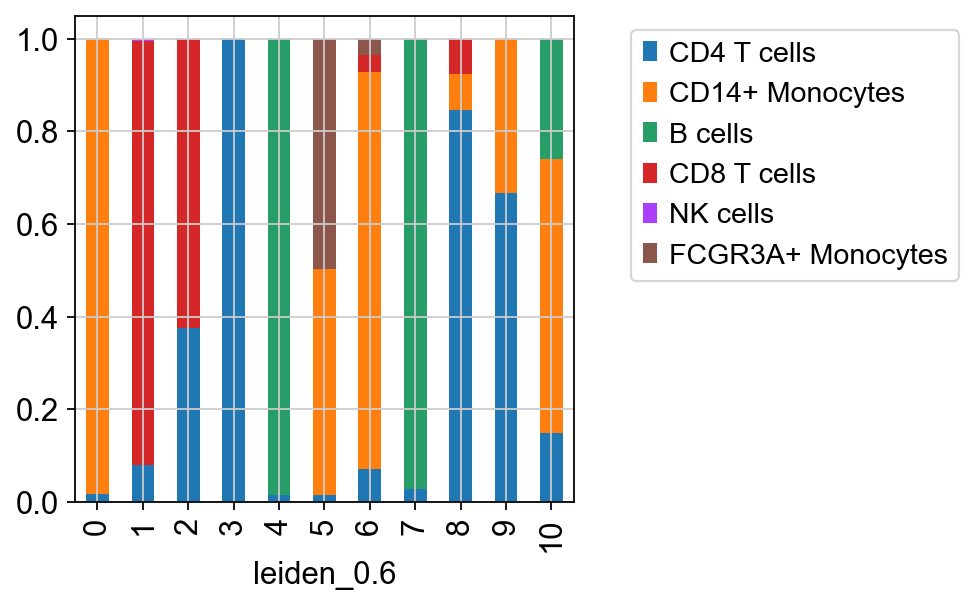 1.0
0.8
0.6
0.4
0.2
0.0
0
1
2
3
4
5
6
7
8
9
10
leiden_0.6
CD4 T cells
CD14+ Monocytes
B cells
CD8 T cells
NK cells
FCGR3A+ Monocytes